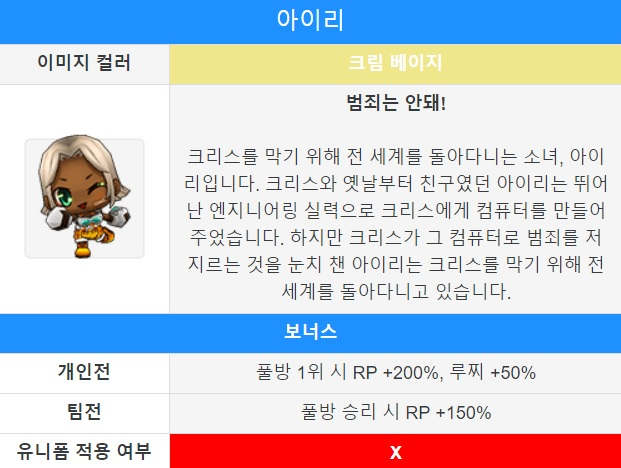 아이리
이미지 컬러
크림 베이지
범죄는 안돼!
크리스를 막기 위해 전 세계를 돌아다니는 소녀, 아이
리입니다. 크리스와 옛날부터 친구였던 아이리는 뛰어
난 엔지니어링 실력으로 크리스에게 컴퓨터를 만들어
주었습니다. 하지만 크리스가 그 컴퓨터로 범죄를 저
지르는 것을 눈치 챈 아이리는 크리스를 막기 위해 전
세계를 돌아다니고 있습니다.
보너스
개인전
풀방 1위 시 RP +200%, 루찌 +50%
팀전
풀방 승리 시 RP +150%
유니폼 적용 여부
X